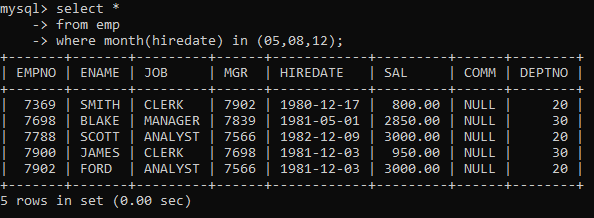 mysql> select *
    -> from emp
    -> where month(hiredate) in (05,08,12);
+-------+-------+---------+------+------------+---------+------+--------+
| EMPNO | ENAME | JOB     | MGR  | HIREDATE   | SAL     | COMM | DEPTNO |
+-------+-------+---------+------+------------+---------+------+--------+
|  7369 | SMITH | CLERK   | 7902 | 1980-12-17 |  800.00 | NULL |     20 |
|  7698 | BLAKE | MANAGER | 7839 | 1981-05-01 | 2850.00 | NULL |     30 |
|  7788 | SCOTT | ANALYST | 7566 | 1982-12-09 | 3000.00 | NULL |     20 |
|  7900 | JAMES | CLERK   | 7698 | 1981-12-03 |  950.00 | NULL |     30 |
|  7902 | FORD  | ANALYST | 7566 | 1981-12-03 | 3000.00 | NULL |     20 |
+-------+-------+---------+------+------------+---------+------+--------+
5 rows in set (0.00 sec)